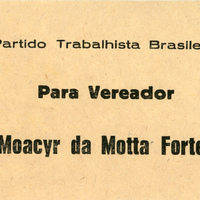 Partido Trabalhista Brasile
Para Vereador
Moacyr da Motta Forte